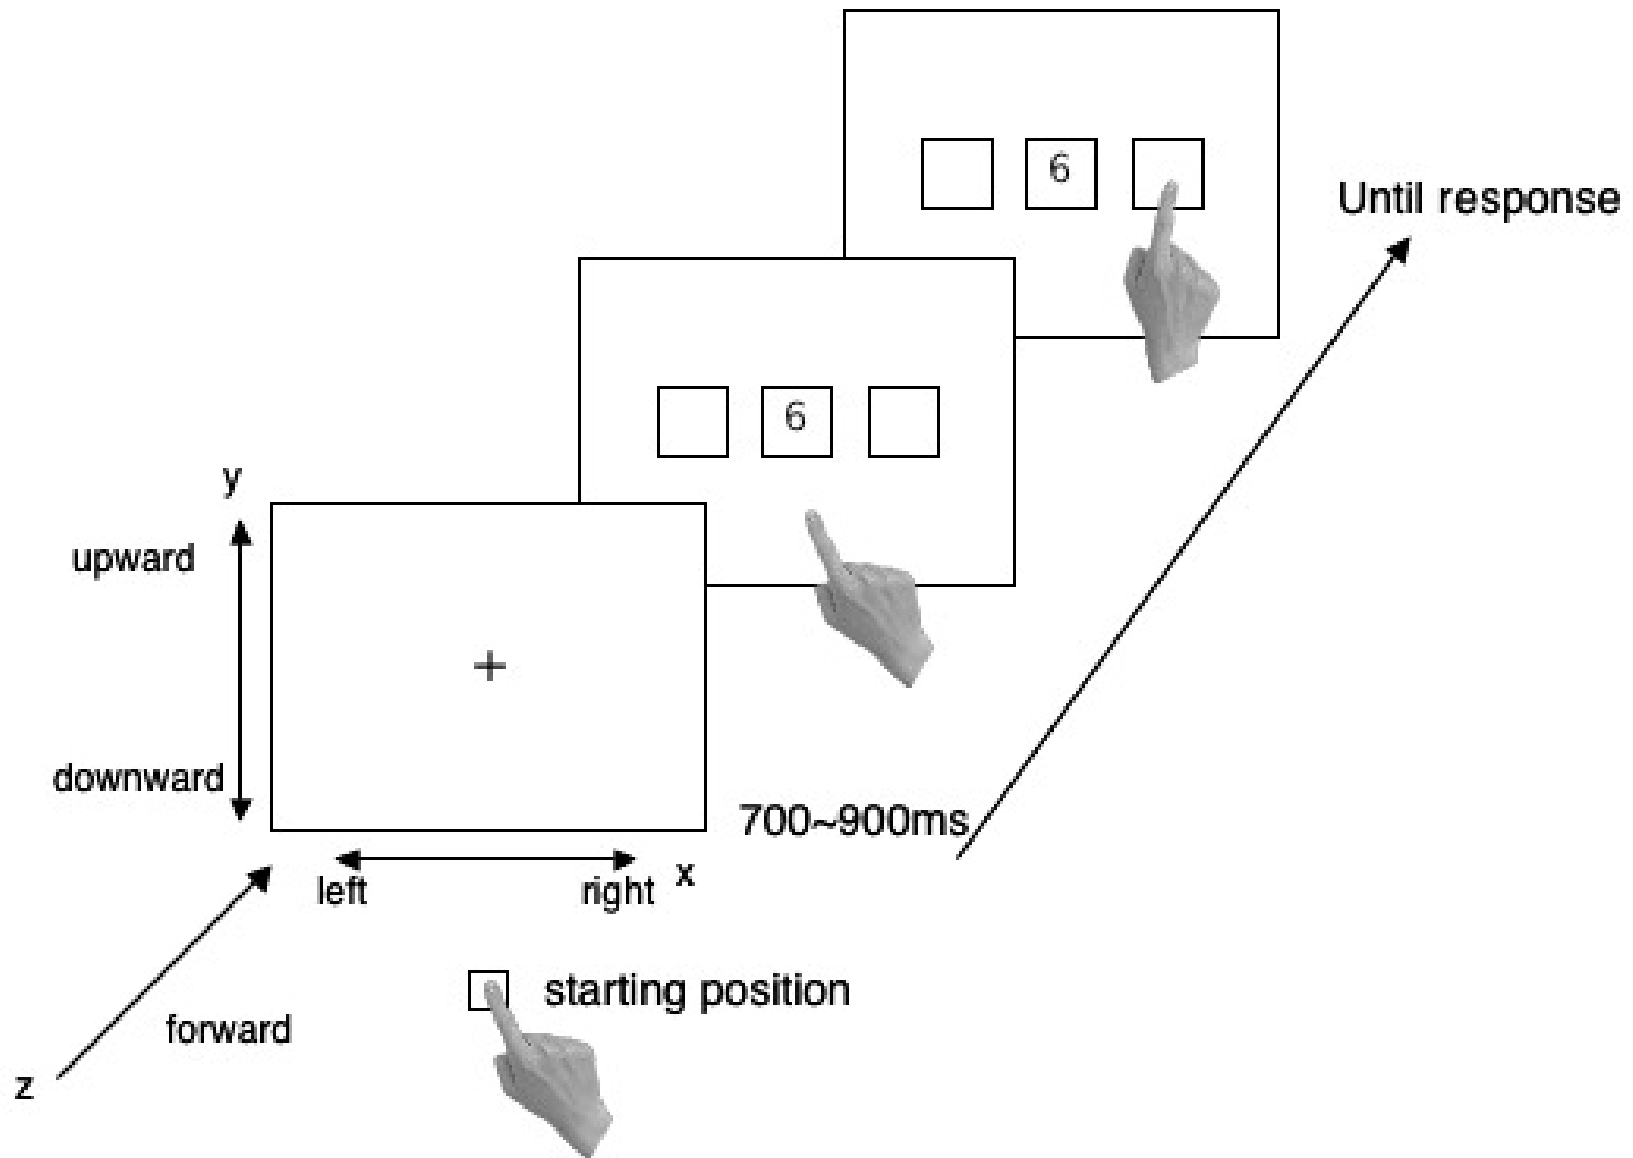 6
Until response
6
y
upward
+
downward
700~900ms
left
right x
starting position
forward
z